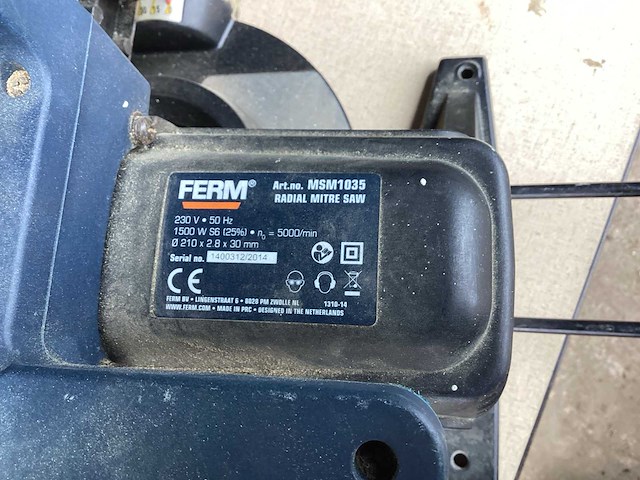 FERM® Art.no. MSM1035
RADIAL MITRE SAW
230 V • 50 Hz
1500 W S6 (25%) • n₀ = 5000/min
Ø 210 x 2.8 x 30 mm
Serial no. 1400312/2014
CE
FERM BV • LINGENSTRAAT 6 • 8028 PM ZWOLLE NL 1310-14
WWW.FERM.COM • MADE IN PRC • DESIGNED IN THE NETHERLANDS